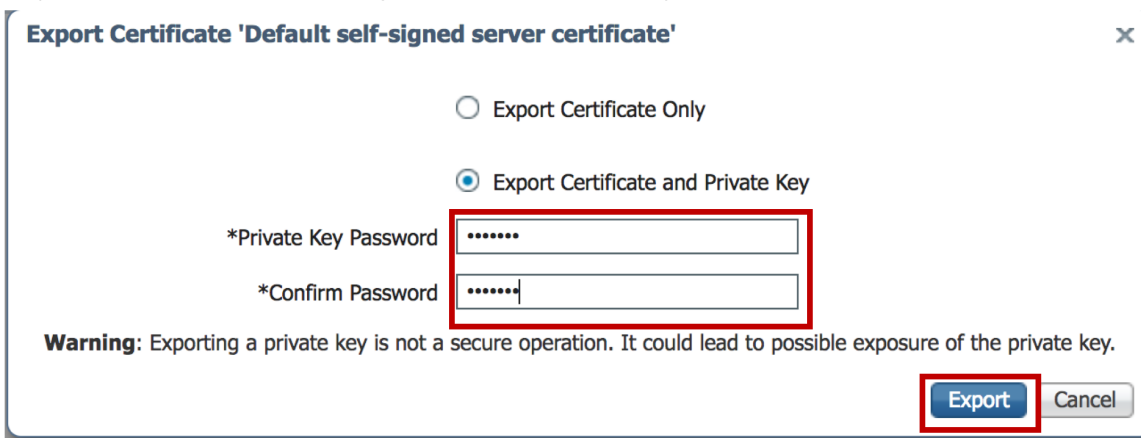 Export Certificate 'Default self-signed server certificate'
Export Certificate Only
Export Certificate and Private Key
*Private Key Password •••••••
*Confirm Password •••••••
Warning: Exporting a private key is not a secure operation. It could lead to possible exposure of the private key.
Export Cancel